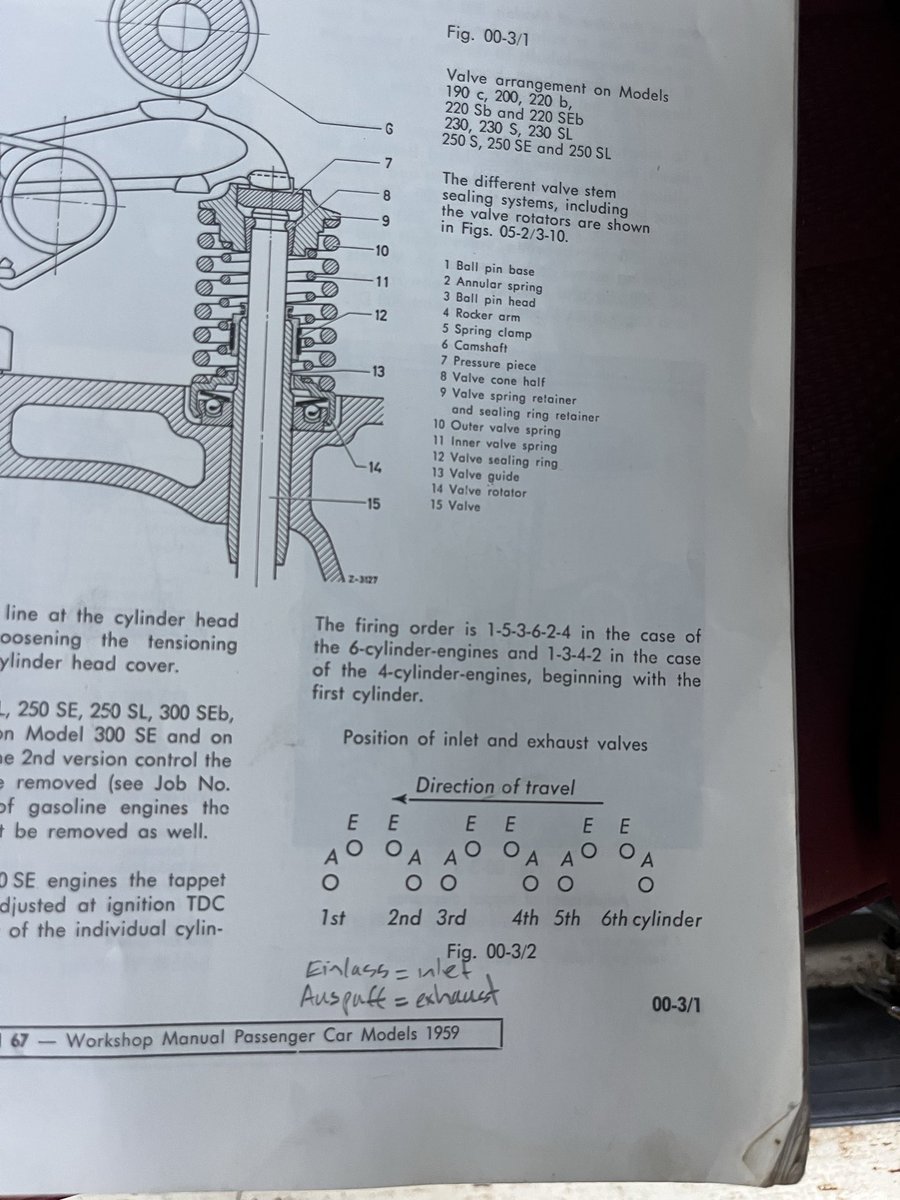 Fig. 00-3/1
Valve arrangement on Models
190 c, 200, 220 b,
220 Sb and 220 SEb
230, 230 S, 230 SL
250 S, 250 SE and 250 SL
The different valve stem
sealing systems, including
the valve rotators are shown
in Figs. 05-2/3-10.
1 Ball pin base
2 Annular spring
3 Ball pin head
4 Rocker arm
5 Spring clamp
6 Camshaft
7 Pressure piece
8 Valve cone half
9 Valve spring retainer
and sealing ring retainer
10 Outer valve spring
11 Inner valve spring
12 Valve sealing ring
13 Valve guide
14 Valve rotator
15 Valve
6
7
8
9
10
11
12
13
14
15
Z-3127
line at the cylinder head
oosening the tensioning
ylinder head cover.
L, 250 SE, 250 SL, 300 SEb,
on Model 300 SE and on
e 2nd version control the
e removed (see Job No.
of gasoline engines the
t be removed as well.
0 SE engines the tappet
djusted at ignition TDC
of the individual cylin-
The firing order is 1-5-3-6-2-4 in the case of
the 6-cylinder-engines and 1-3-4-2 in the case
of the 4-cylinder-engines, beginning with the
first cylinder.
Position of inlet and exhaust valves
Direction of travel
E E E E E E
A A A A A A
1st 2nd 3rd 4th 5th 6th cylinder
Fig. 00-3/2
Einlass = inlet
Auspuff = exhaust
00-3/1
67 — Workshop Manual Passenger Car Models 1959